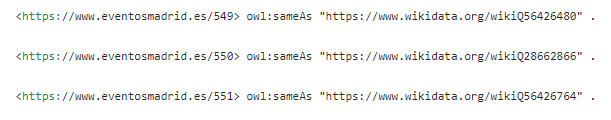 <https://www.eventosmadrid.es/549> owl:sameAs "https://www.wikidata.org/wikiQ56426480" .
<https://www.eventosmadrid.es/550> owl:sameAs "https://www.wikidata.org/wikiQ28662866" .
<https://www.eventosmadrid.es/551> owl:sameAs "https://www.wikidata.org/wikiQ56426764" .